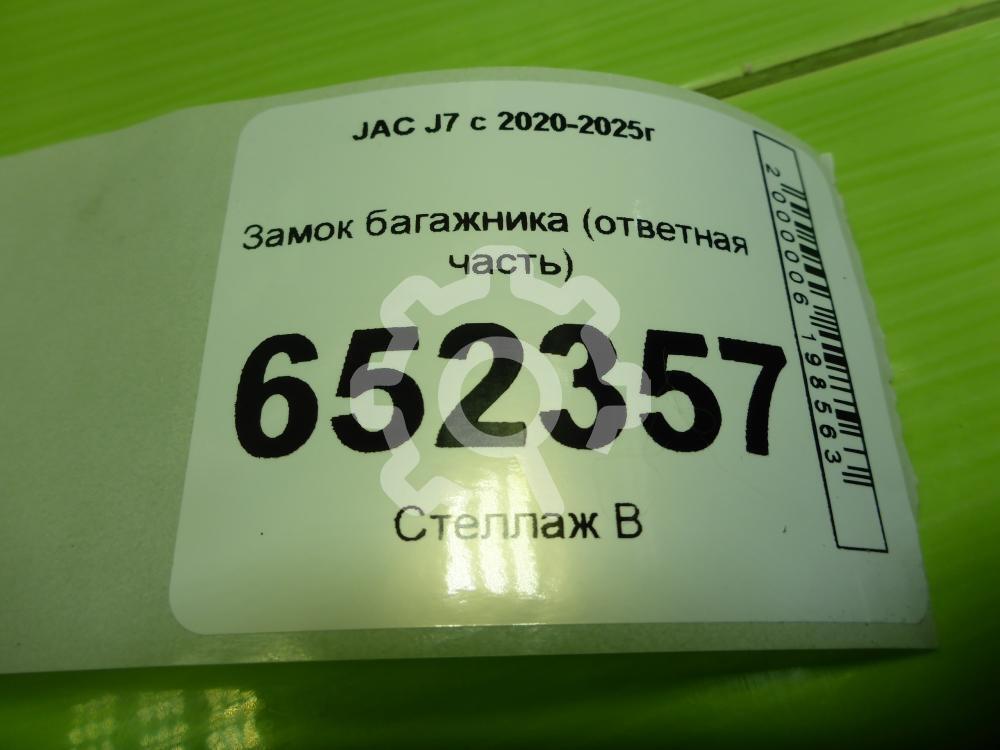 JAC J7 с 2020-2025г
Замок багажника (ответная
часть)
652357
Стеллаж В
2000006198563